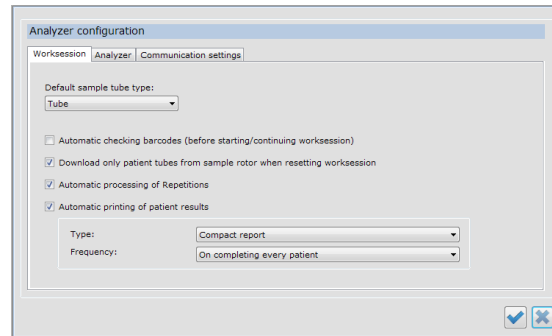 Analyzer configuration
Worksession Analyzer Communication settings
Default sample tube type:
Tube
Automatic checking barcodes (before starting/continuing worksession)
Download only patient tubes from sample rotor when resetting worksession
Automatic processing of Repetitions
Automatic printing of patient results
Type: Compact report
Frequency: On completing every patient